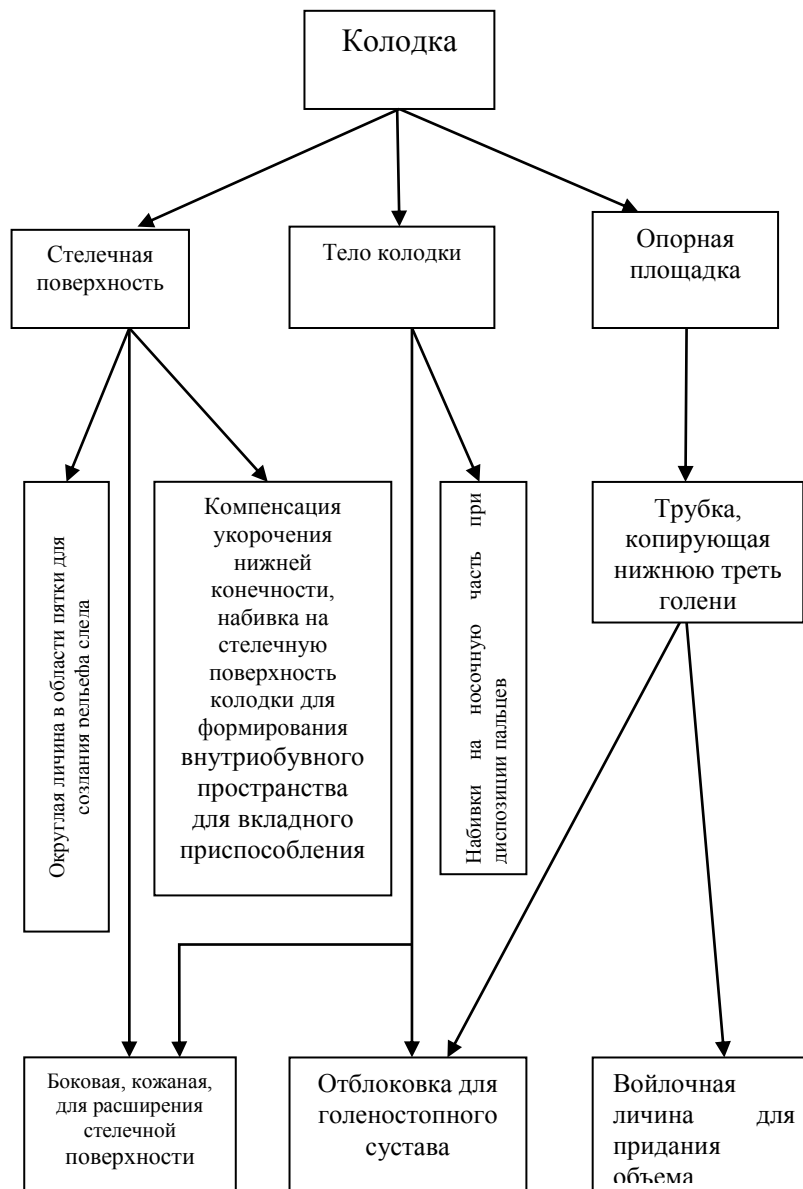 Колодка
Стелечная
поверхность
Тело колодки
Опорная
площадка
Округлая личина в области пятки для
создания рельефа следа
Компенсация
укорочения
нижней
конечности,
набивка на
стелечную
поверхность
колодки для
формирования
внутриобувного
пространства
для вкладного
приспособления
Набивки на носочную часть при
диспозиции пальцев
Трубка,
копирующая
нижнюю треть
голени
Боковая, кожаная,
для расширения
стелечной
поверхности
Отблоковка для
голеностопного
сустава
Войлочная
личина для
придания
объема